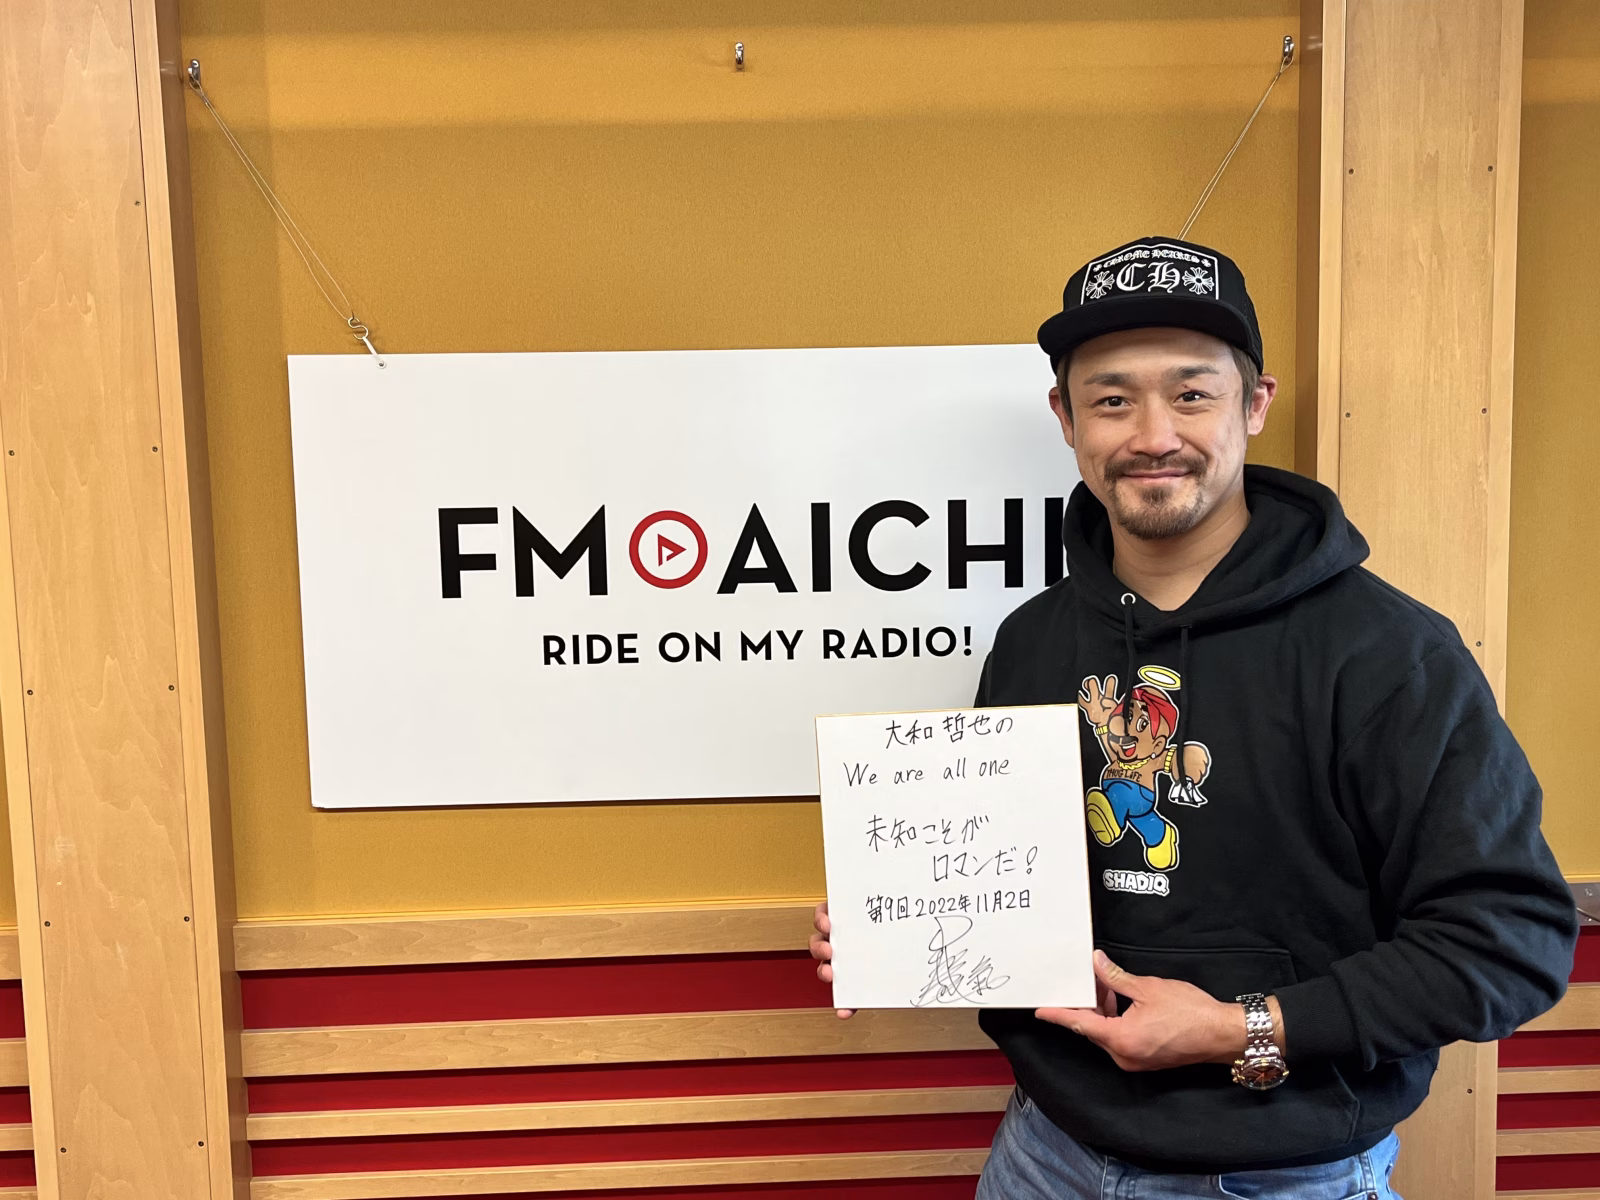 CHROME HEARTS
CH
FM AICHI
RIDE ON MY RADIO!
大和哲也の
We are all one
未知こそが
ロマンだ!
第9回 2022年11月2日
THUG LIFE
SHADIQ